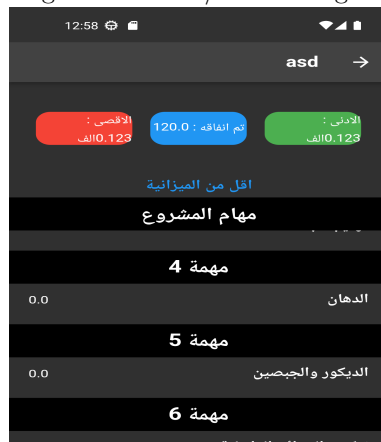 12:58
asd
الادنى :
0.123الف
تم انفاقه : 120.0
الاقصى :
0.123الف
اقل من الميزانية
مهام المشروع
مهمة 4
الدهان
0.0
مهمة 5
الديكور والجبصين
0.0
مهمة 6